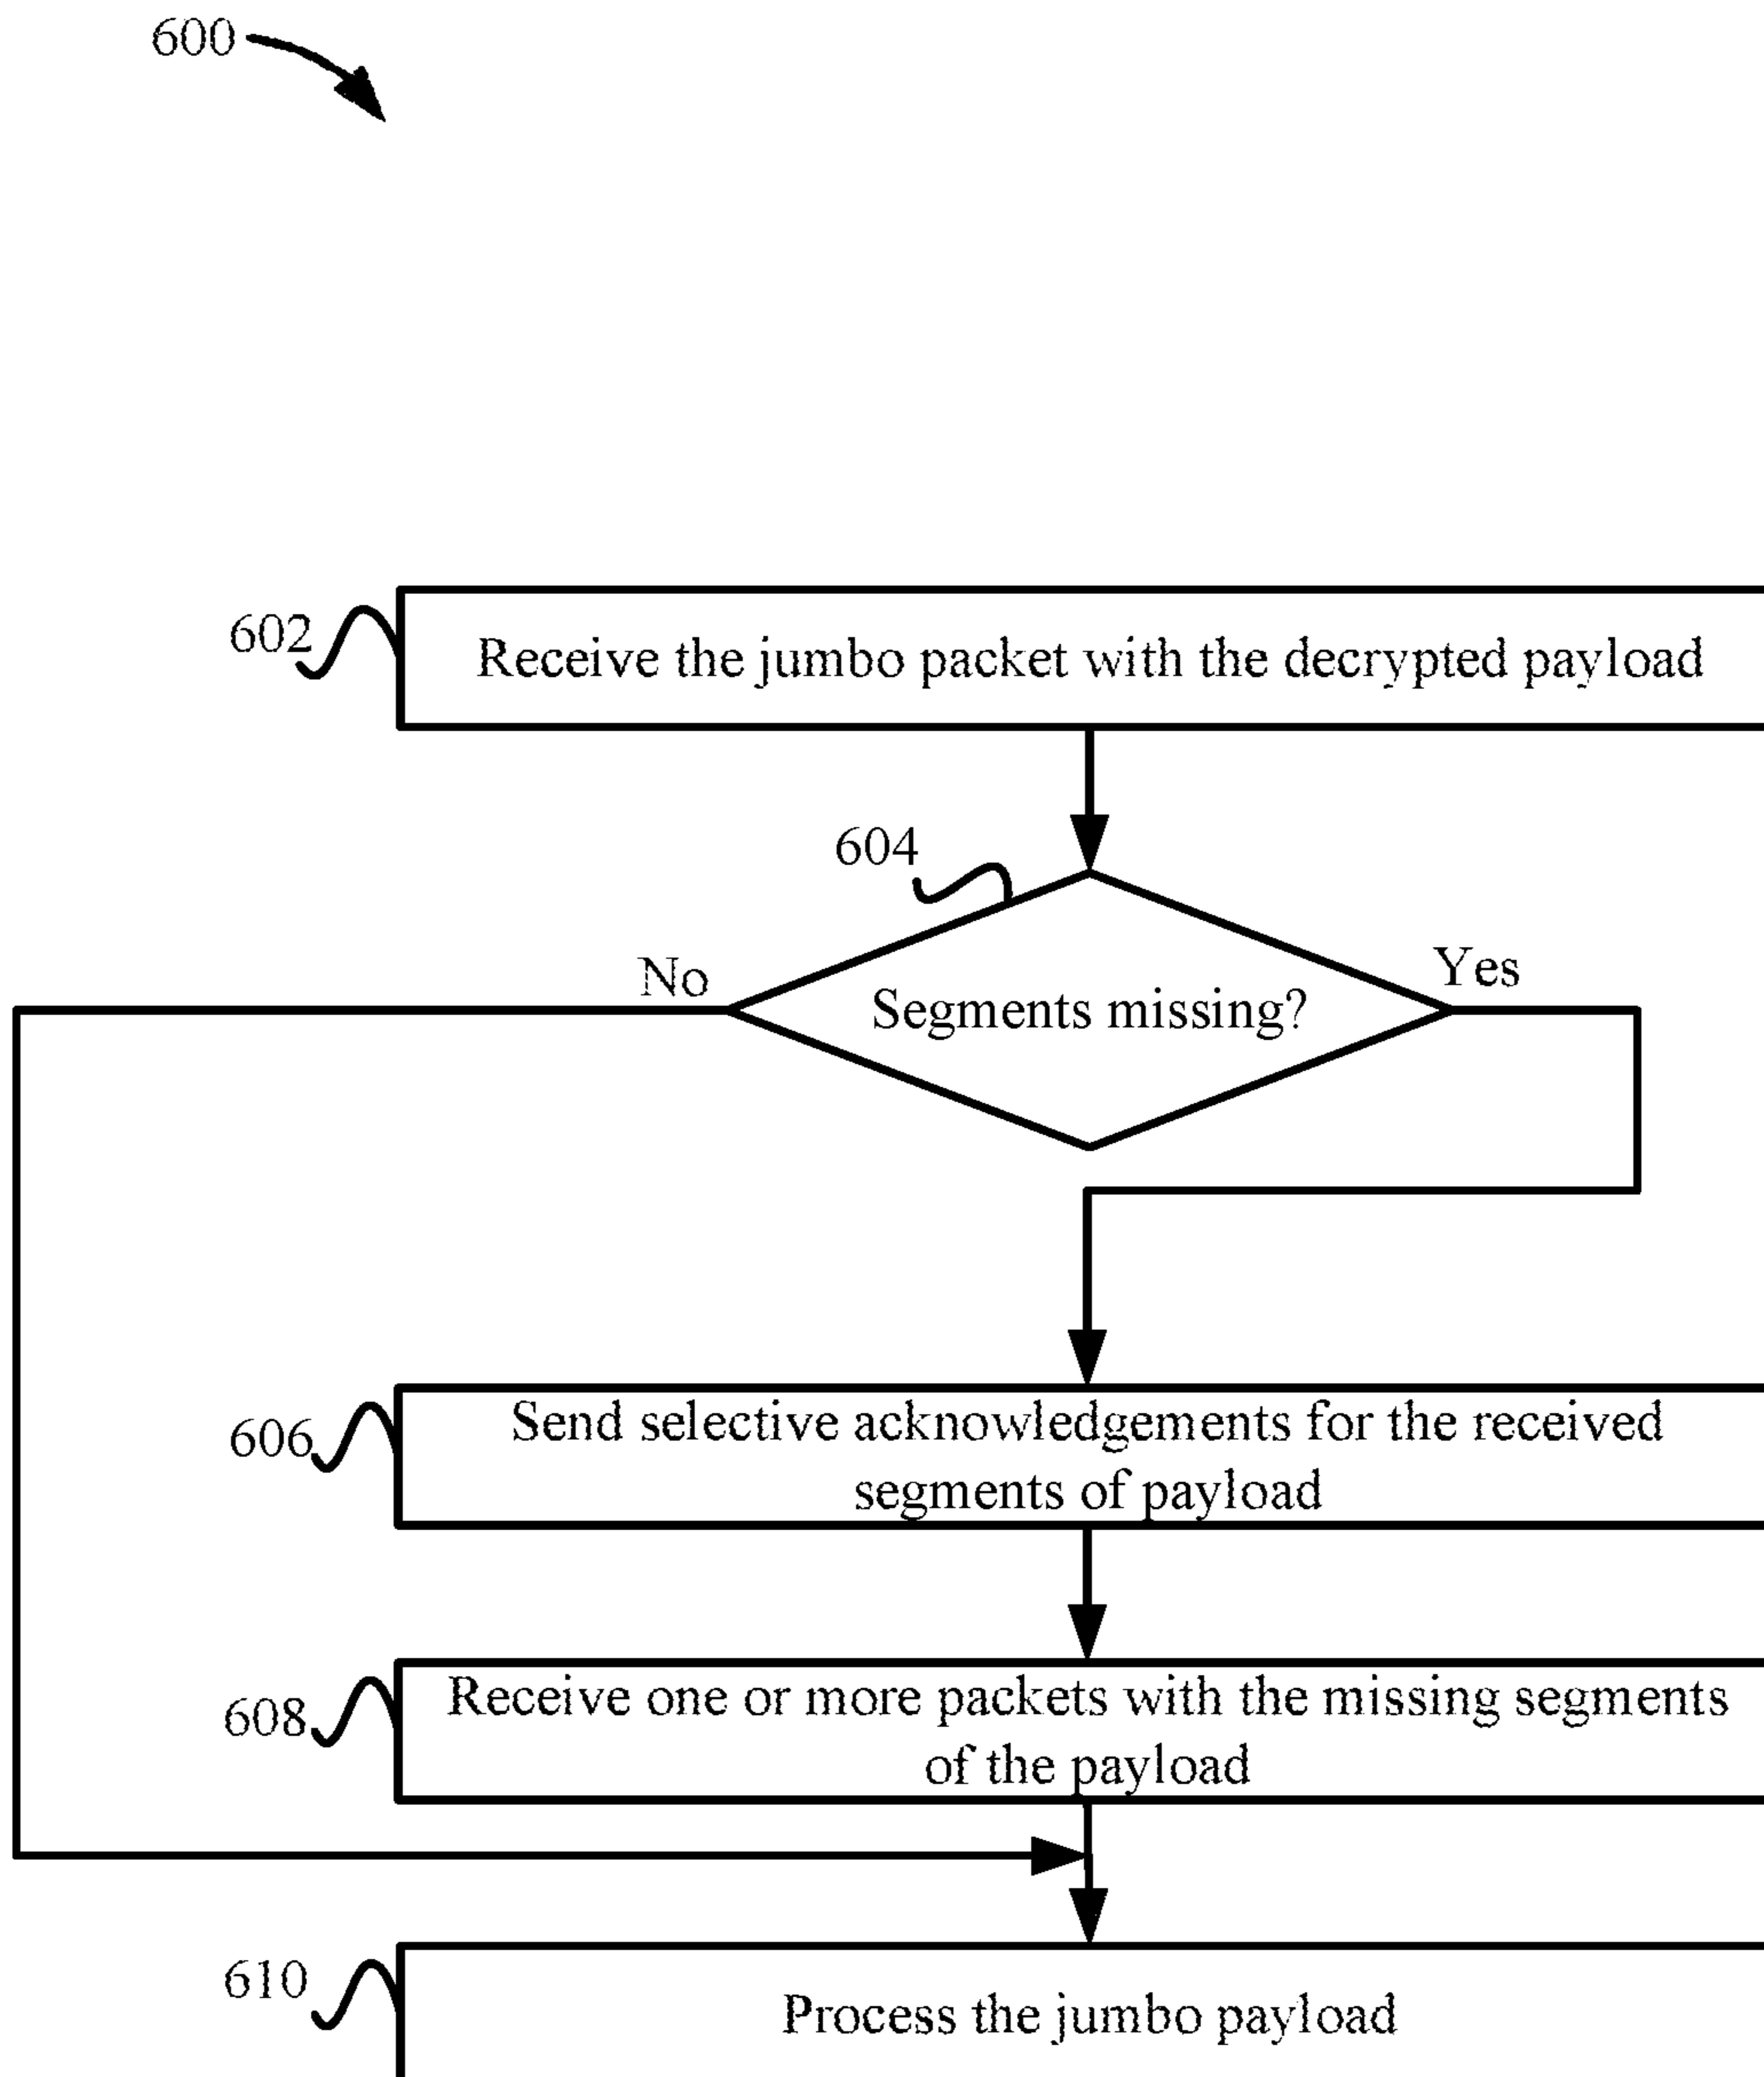 600
602
Receive the jumbo packet with the decrypted payload
604
No
Yes
Segments missing?
606
Send selective acknowledgements for the received
segments of payload
608
Receive one or more packets with the missing segments
of the payload
610
Process the jumbo payload